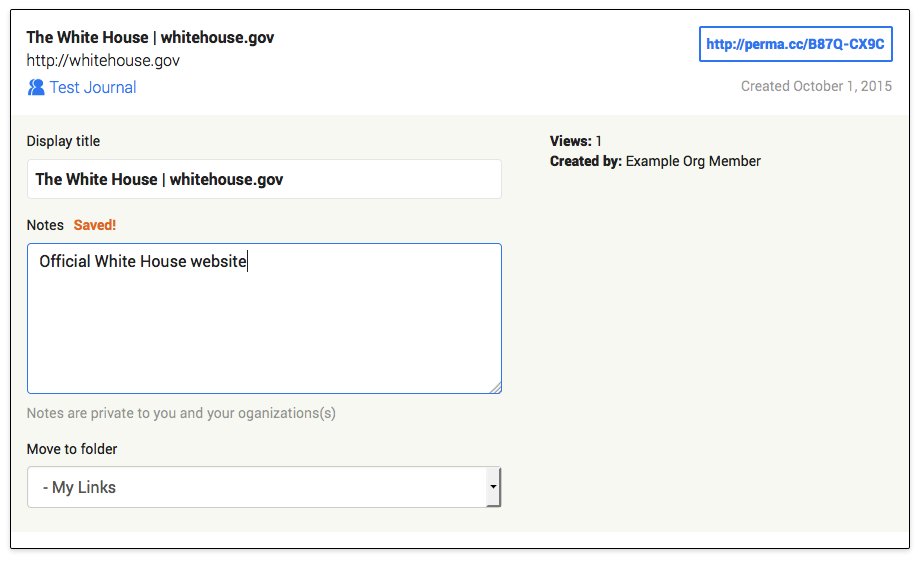 The White House | whitehouse.gov
http://perma.cc/B87Q-CX9C
http://whitehouse.gov
Test Journal
Created October 1, 2015
Display title
The White House | whitehouse.gov
Views: 1
Created by: Example Org Member
Notes Saved!
Official White House website
Notes are private to you and your oganizations(s)
Move to folder
- My Links